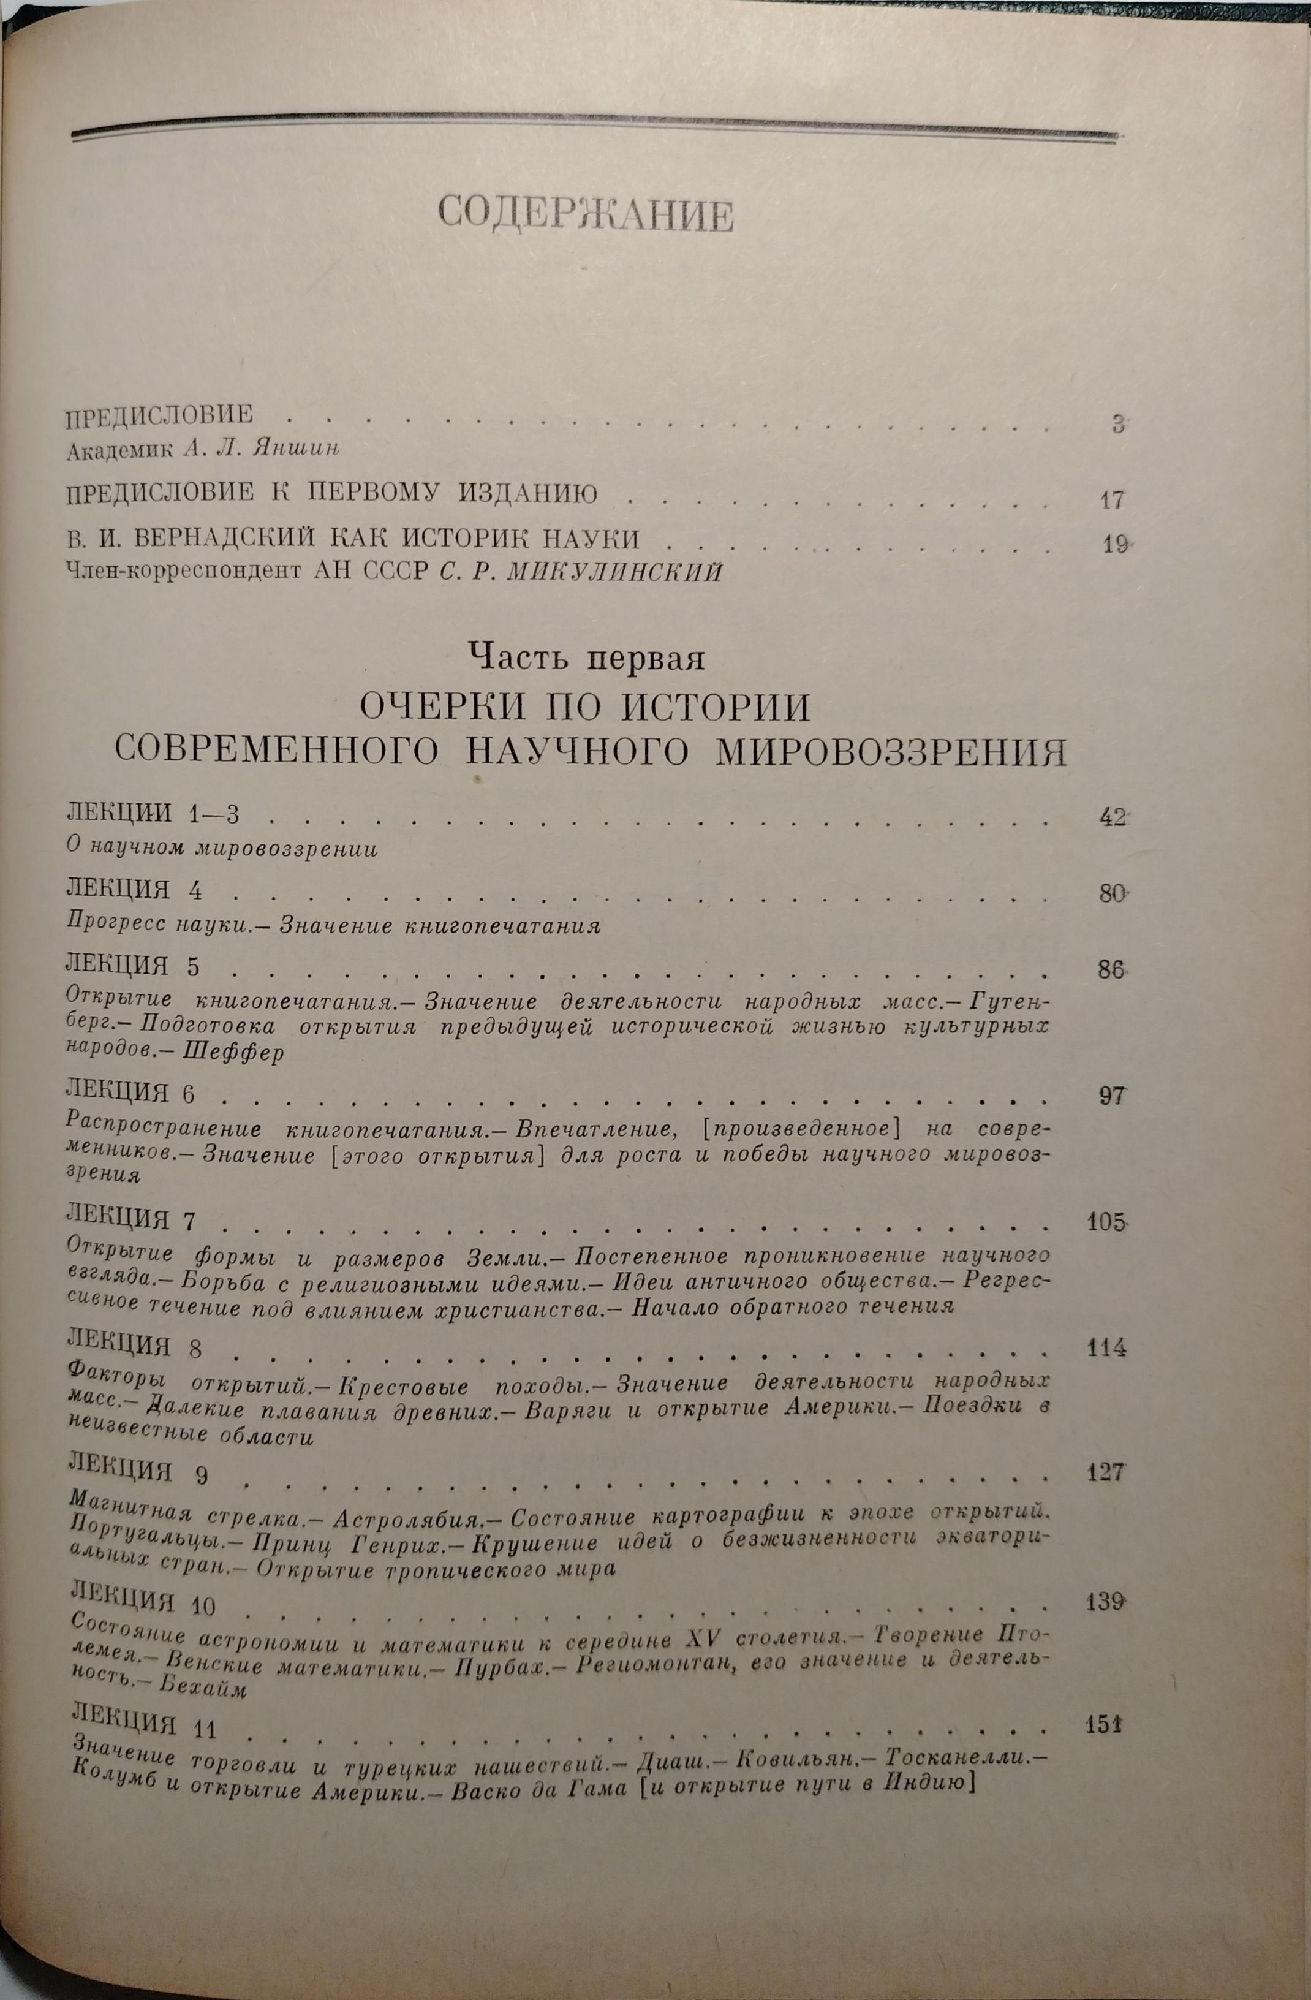 СОДЕРЖАНИЕ
ПРЕДИСЛОВИЕ . . . . . . . . . . . . . . . . . . . . 3
Академик А. Л. Яншин
ПРЕДИСЛОВИЕ К ПЕРВОМУ ИЗДАНИЮ . . . . . . . . . . . . . . 17
В. И. ВЕРНАДСКИЙ КАК ИСТОРИК НАУКИ . . . . . . . . . . . . . 19
Член-корреспондент АН СССР С. Р. МИКУЛИНСКИЙ
Часть первая
ОЧЕРКИ ПО ИСТОРИИ
СОВРЕМЕННОГО НАУЧНОГО МИРОВОЗЗРЕНИЯ
ЛЕКЦИИ 1—3 . . . . . . . . . . . . . . . . . . . . 42
О научном мировоззрении
ЛЕКЦИЯ 4 . . . . . . . . . . . . . . . . . . . . 80
Прогресс науки.— Значение книгопечатания
ЛЕКЦИЯ 5 . . . . . . . . . . . . . . . . . . . . 86
Открытие книгопечатания.— Значение деятельности народных масс.— Гутен-
берг.— Подготовка открытия предыдущей исторической жизнью культурных
народов.— Шеффер
ЛЕКЦИЯ 6 . . . . . . . . . . . . . . . . . . . . 97
Распространение книгопечатания.— Впечатление, [произведенное] на совре-
менников.— Значение [этого открытия] для роста и победы научного мировоз-
зрения
ЛЕКЦИЯ 7 . . . . . . . . . . . . . . . . . . . . 105
Открытие формы и размеров Земли.— Постепенное проникновение научного
взгляда.— Борьба с религиозными идеями.— Идеи античного общества.— Регрес-
сивное течение под влиянием христианства.— Начало обратного течения
ЛЕКЦИЯ 8 . . . . . . . . . . . . . . . . . . . . 114
Факторы открытий.— Крестовые походы.— Значение деятельности народных
масс.— Далекие плавания древних.— Варяги и открытие Америки.— Поездки в
неизвестные области
ЛЕКЦИЯ 9 . . . . . . . . . . . . . . . . . . . . 127
Магнитная стрелка.— Астролябия.— Состояние картографии к эпохе открытий.
Португальцы.— Принц Генрих.— Крушение идей о безжизненности экватори-
альных стран.— Открытие тропического мира
ЛЕКЦИЯ 10 . . . . . . . . . . . . . . . . . . . . 139
Состояние астрономии и математики к середине XV столетия.— Творение Пто-
лемея.— Венские математики.— Пурбах.— Региомонтан, его значение и деятель-
ность.— Бехайм
ЛЕКЦИЯ 11 . . . . . . . . . . . . . . . . . . . . 151
Значение торговли и турецких нашествий.— Диаш.— Ковильян.— Тосканелли.—
Колумб и открытие Америки.— Васко да Гама [и открытие пути в Индию]